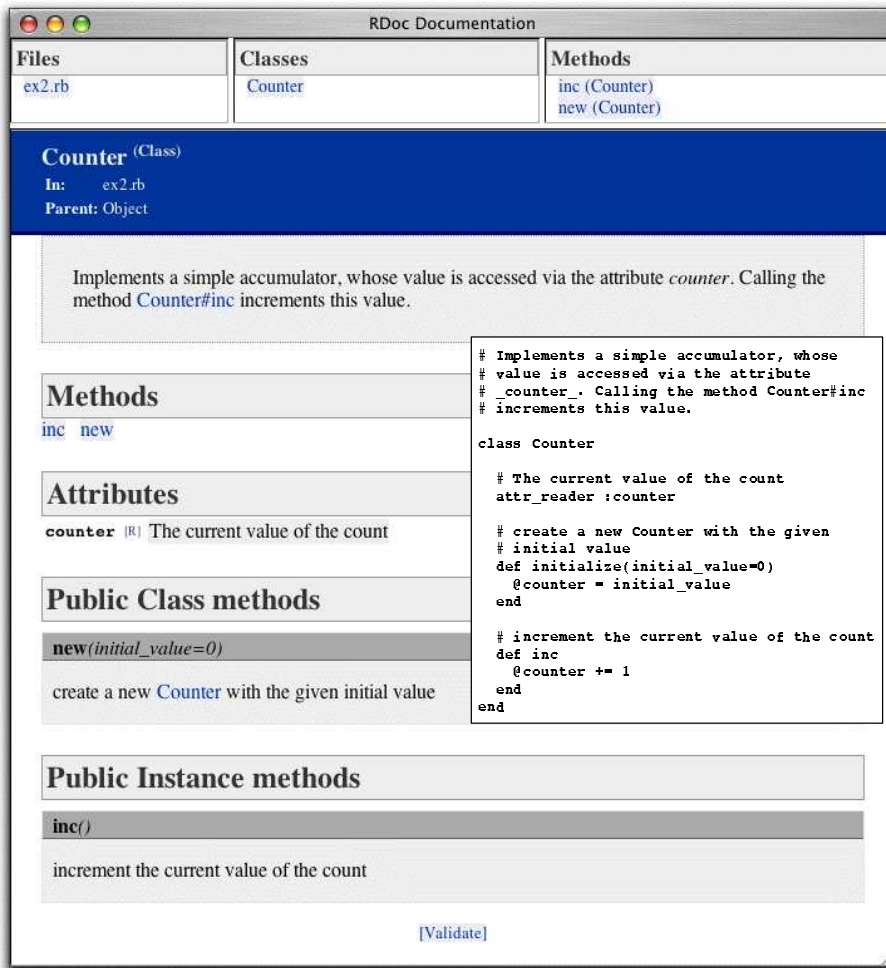 RDoc Documentation
Files
ex2.rb
Classes
Counter
Methods
inc (Counter)
new (Counter)
Counter (Class)
In: ex2.rb
Parent: Object
Implements a simple accumulator, whose value is accessed via the attribute counter. Calling the
method Counter#inc increments this value.
Methods
inc new
Attributes
counter [R] The current value of the count
Public Class methods
new(initial_value=0)
create a new Counter with the given initial value
Public Instance methods
inc()
increment the current value of the count
[Validate]
# Implements a simple accumulator, whose
# value is accessed via the attribute
# _counter_. Calling the method Counter#inc
# increments this value.
class Counter
# The current value of the count
attr_reader :counter
# create a new Counter with the given
# initial value
def initialize(initial_value=0)
@counter = initial_value
end
# increment the current value of the count
def inc
@counter += 1
end
end